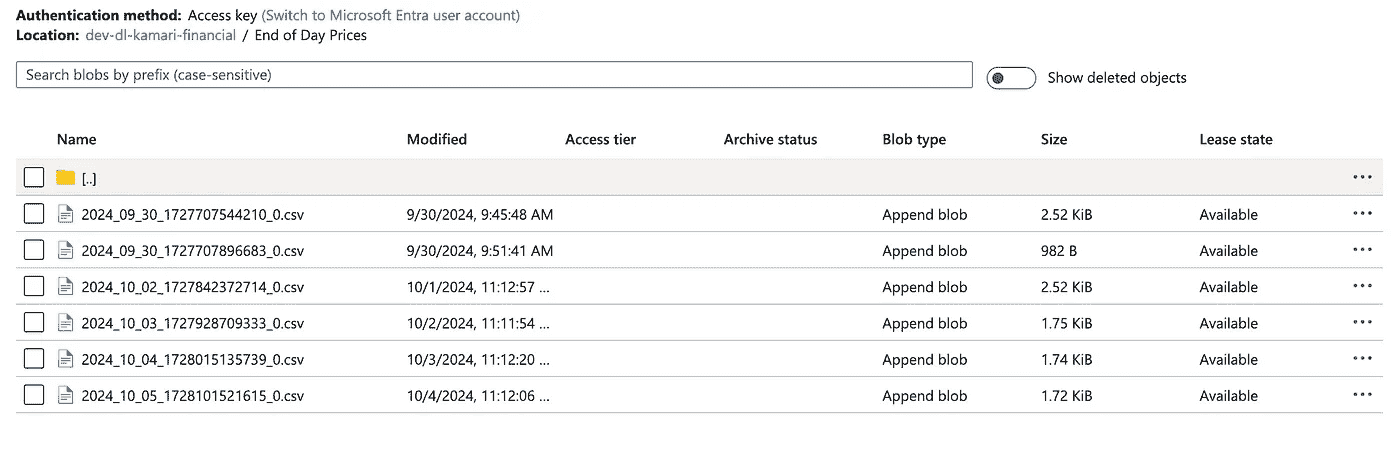 Authentication method: Access key (Switch to Microsoft Entra user account)
Location: dev-dl-kamari-financial / End of Day Prices
Search blobs by prefix (case-sensitive) Show deleted objects
Name Modified Access tier Archive status Blob type Size Lease state
[..] •••
2024_09_30_1727707544210_0.csv 9/30/2024, 9:45:48 AM Append blob 2.52 KiB Available •••
2024_09_30_1727707896683_0.csv 9/30/2024, 9:51:41 AM Append blob 982 B Available •••
2024_10_02_1727842372714_0.csv 10/1/2024, 11:12:57 ... Append blob 2.52 KiB Available •••
2024_10_03_1727928709333_0.csv 10/2/2024, 11:11:54 ... Append blob 1.75 KiB Available •••
2024_10_04_1728015135739_0.csv 10/3/2024, 11:12:20 ... Append blob 1.74 KiB Available •••
2024_10_05_1728101521615_0.csv 10/4/2024, 11:12:06 ... Append blob 1.72 KiB Available •••